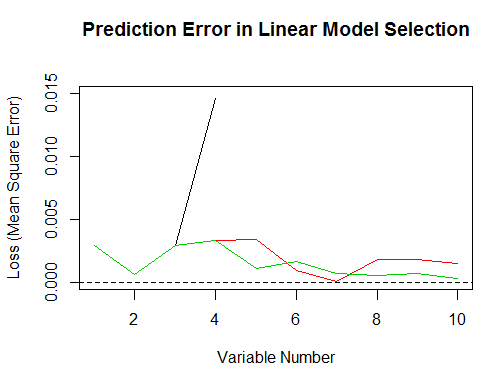 Prediction Error in Linear Model Selection
Loss (Mean Square Error)
0.015
0.010
0.005
0.000
2 4 6 8 10
Variable Number